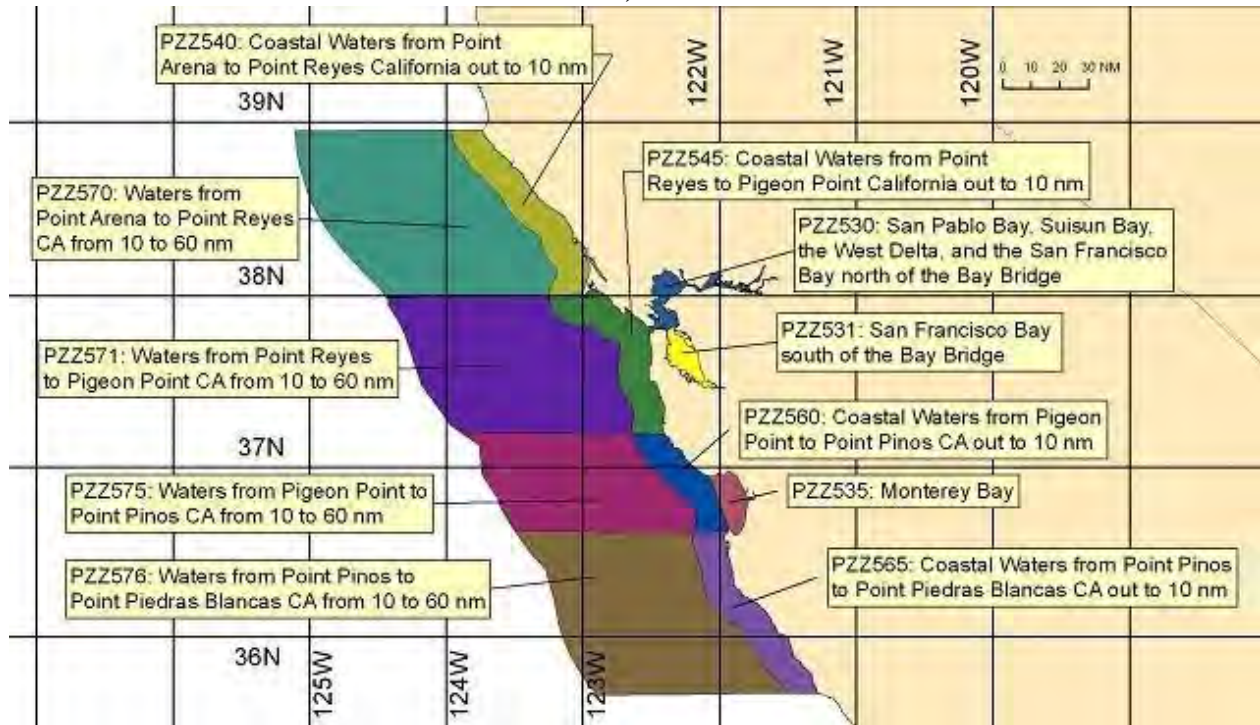 PZZ540: Coastal Waters from Point
Arena to Point Reyes California out to 10 nm
122W
121W
120W
0 10 20 30 NM
39N
PZZ545: Coastal Waters from Point
Reyes to Pigeon Point California out to 10 nm
PZZ570: Waters from
Point Arena to Point Reyes
CA from 10 to 60 nm
PZZ530: San Pablo Bay, Suisun Bay,
the West Delta, and the San Francisco
Bay north of the Bay Bridge
38N
PZZ531: San Francisco Bay
south of the Bay Bridge
PZZ571: Waters from Point Reyes
to Pigeon Point CA from 10 to 60 nm
PZZ560: Coastal Waters from Pigeon
Point to Point Pinos CA out to 10 nm
37N
PZZ575: Waters from Pigeon Point to
Point Pinos CA from 10 to 60 nm
PZZ535: Monterey Bay
PZZ576: Waters from Point Pinos to
Point Piedras Blancas CA from 10 to 60 nm
PZZ565: Coastal Waters from Point Pinos
to Point Piedras Blancas CA out to 10 nm
36N
125W
124W
123W